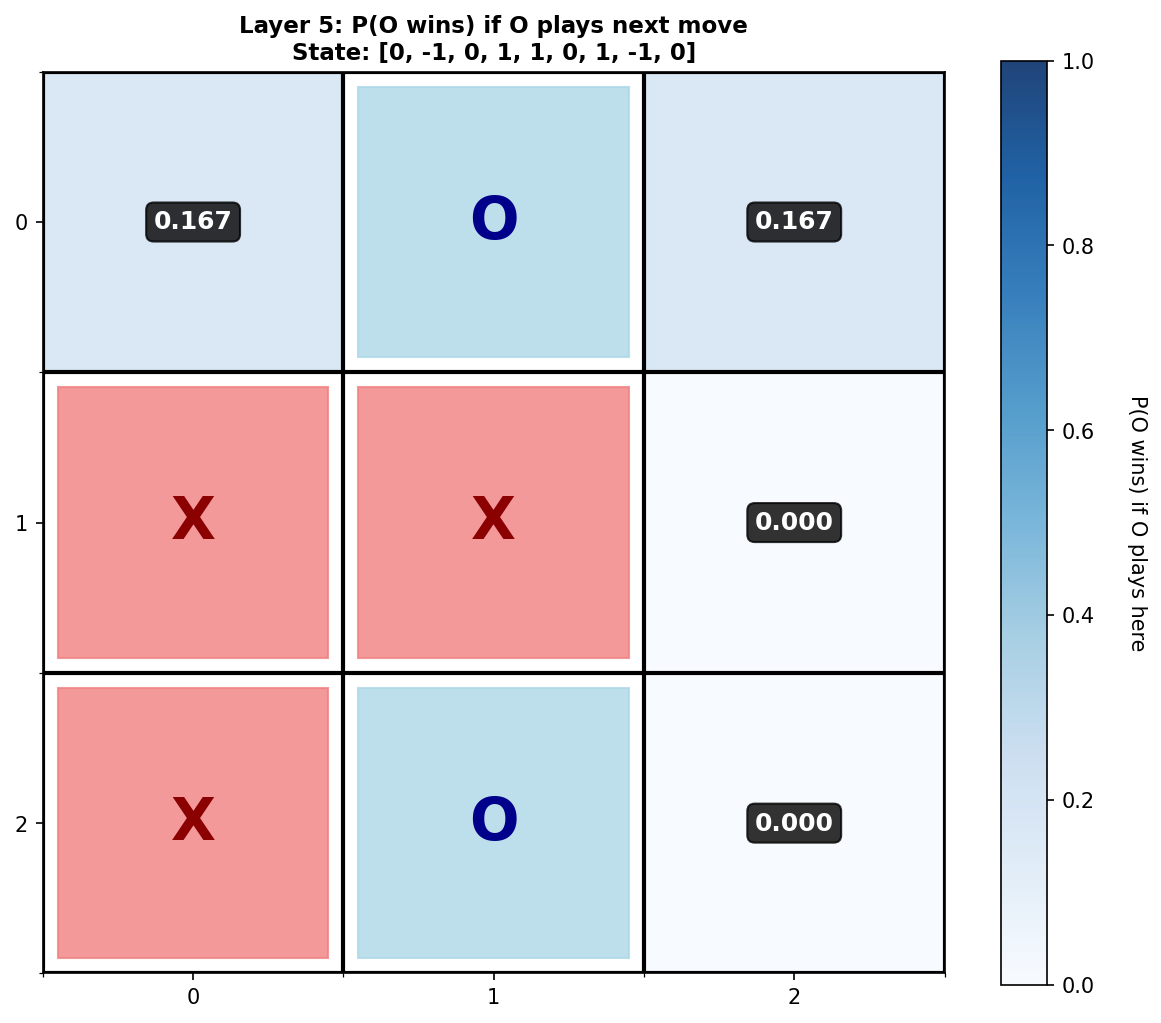 Layer 5: P(O wins) if O plays next move
State: [0, -1, 0, 1, 1, 0, 1, -1, 0]
0
0.167
O
0.167
1
X
X
0.000
2
X
O
0.000
0
1
2
1.0
0.8
0.6
0.4
0.2
0.0
P(O wins) if O plays here